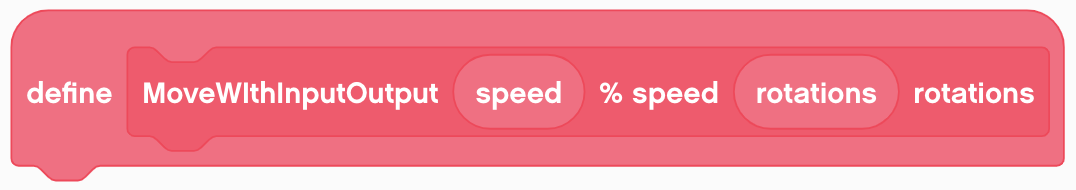 define MoveWIthInputOutput speed % speed rotations rotations